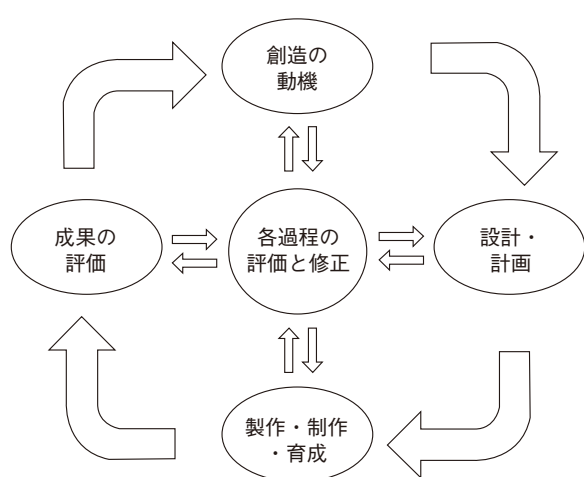 創造の
動機
成果の
評価
各過程の
評価と修正
設計・
計画
製作・制作
・育成